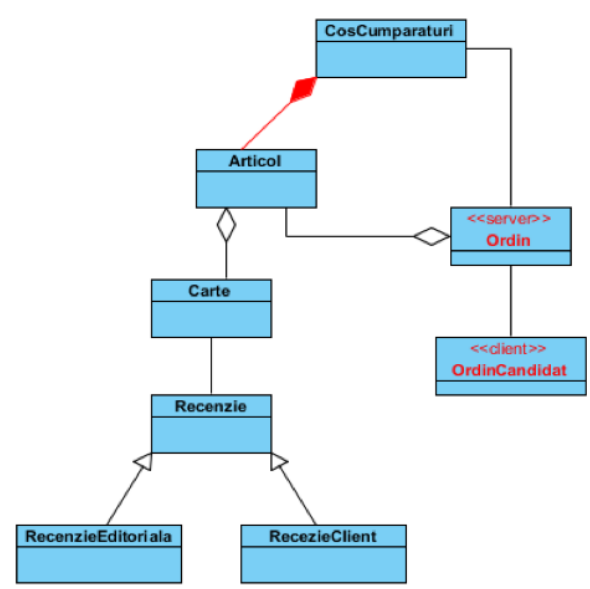 CosCumparaturi
Articol
<<server>>
Ordin
Carte
<<client>>
OrdinCandidat
Recenzie
RecenzieEditoriala
RecezieClient